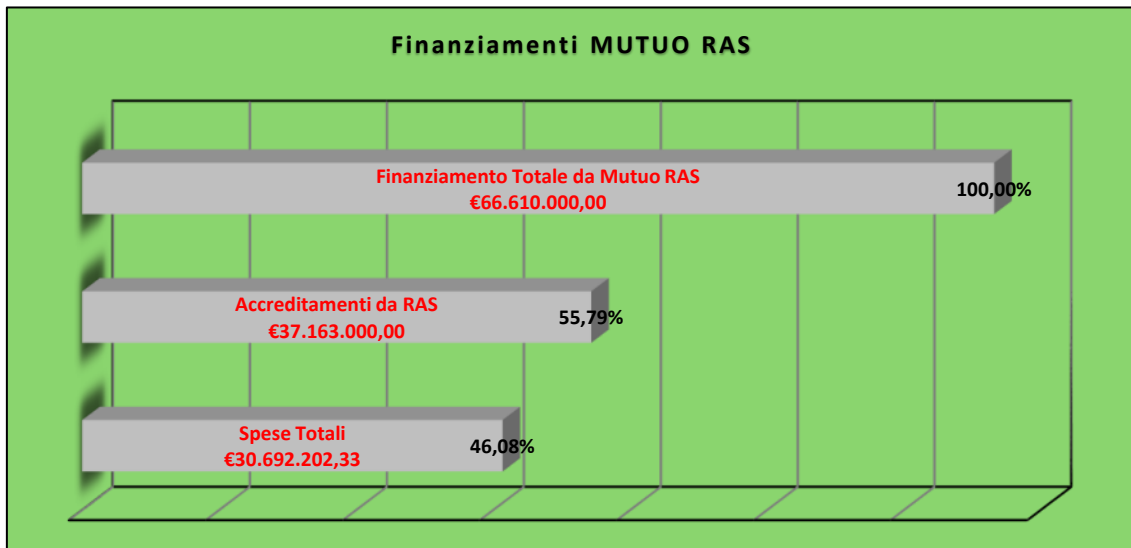 Finanziamenti MUTUO RAS
Finanziamento Totale da Mutuo RAS
€66.610.000,00
100,00%
Accreditamenti da RAS
€37.163.000,00
55,79%
Spese Totali
€30.692.202,33
46,08%